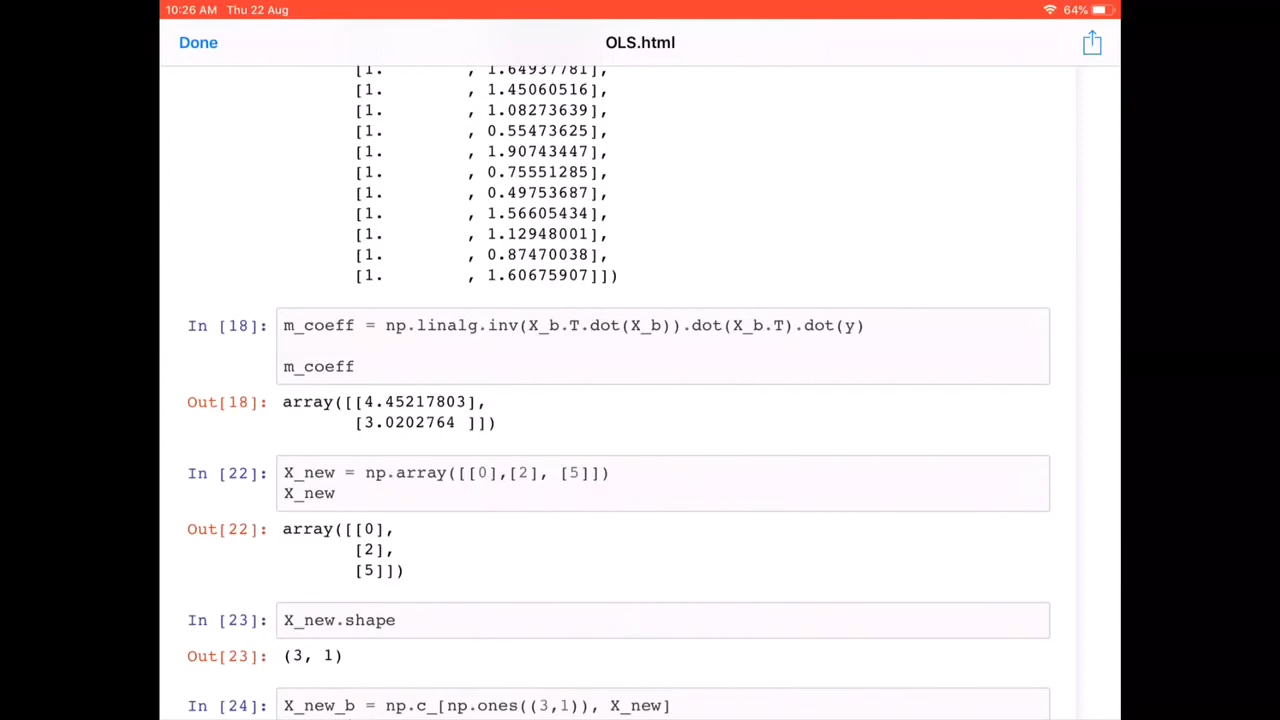 10:26 AM Thu 22 Aug 64%
Done OLS.html
[1. , 1.64937781],
[1. , 1.45060516],
[1. , 1.08273639],
[1. , 0.55473625],
[1. , 1.90743447],
[1. , 0.75551285],
[1. , 0.49753687],
[1. , 1.56605434],
[1. , 1.12948001],
[1. , 0.87470038],
[1. , 1.60675907]])
In [18]: m_coeff = np.linalg.inv(X_b.T.dot(X_b)).dot(X_b.T).dot(y)
m_coeff
Out[18]: array([[4.45217803],
[3.0202764 ]])
In [22]: X_new = np.array([[0],[2], [5]])
X_new
Out[22]: array([[0],
[2],
[5]])
In [23]: X_new.shape
Out[23]: (3, 1)
In [24]: X_new_b = np.c_[np.ones((3,1)), X_new]